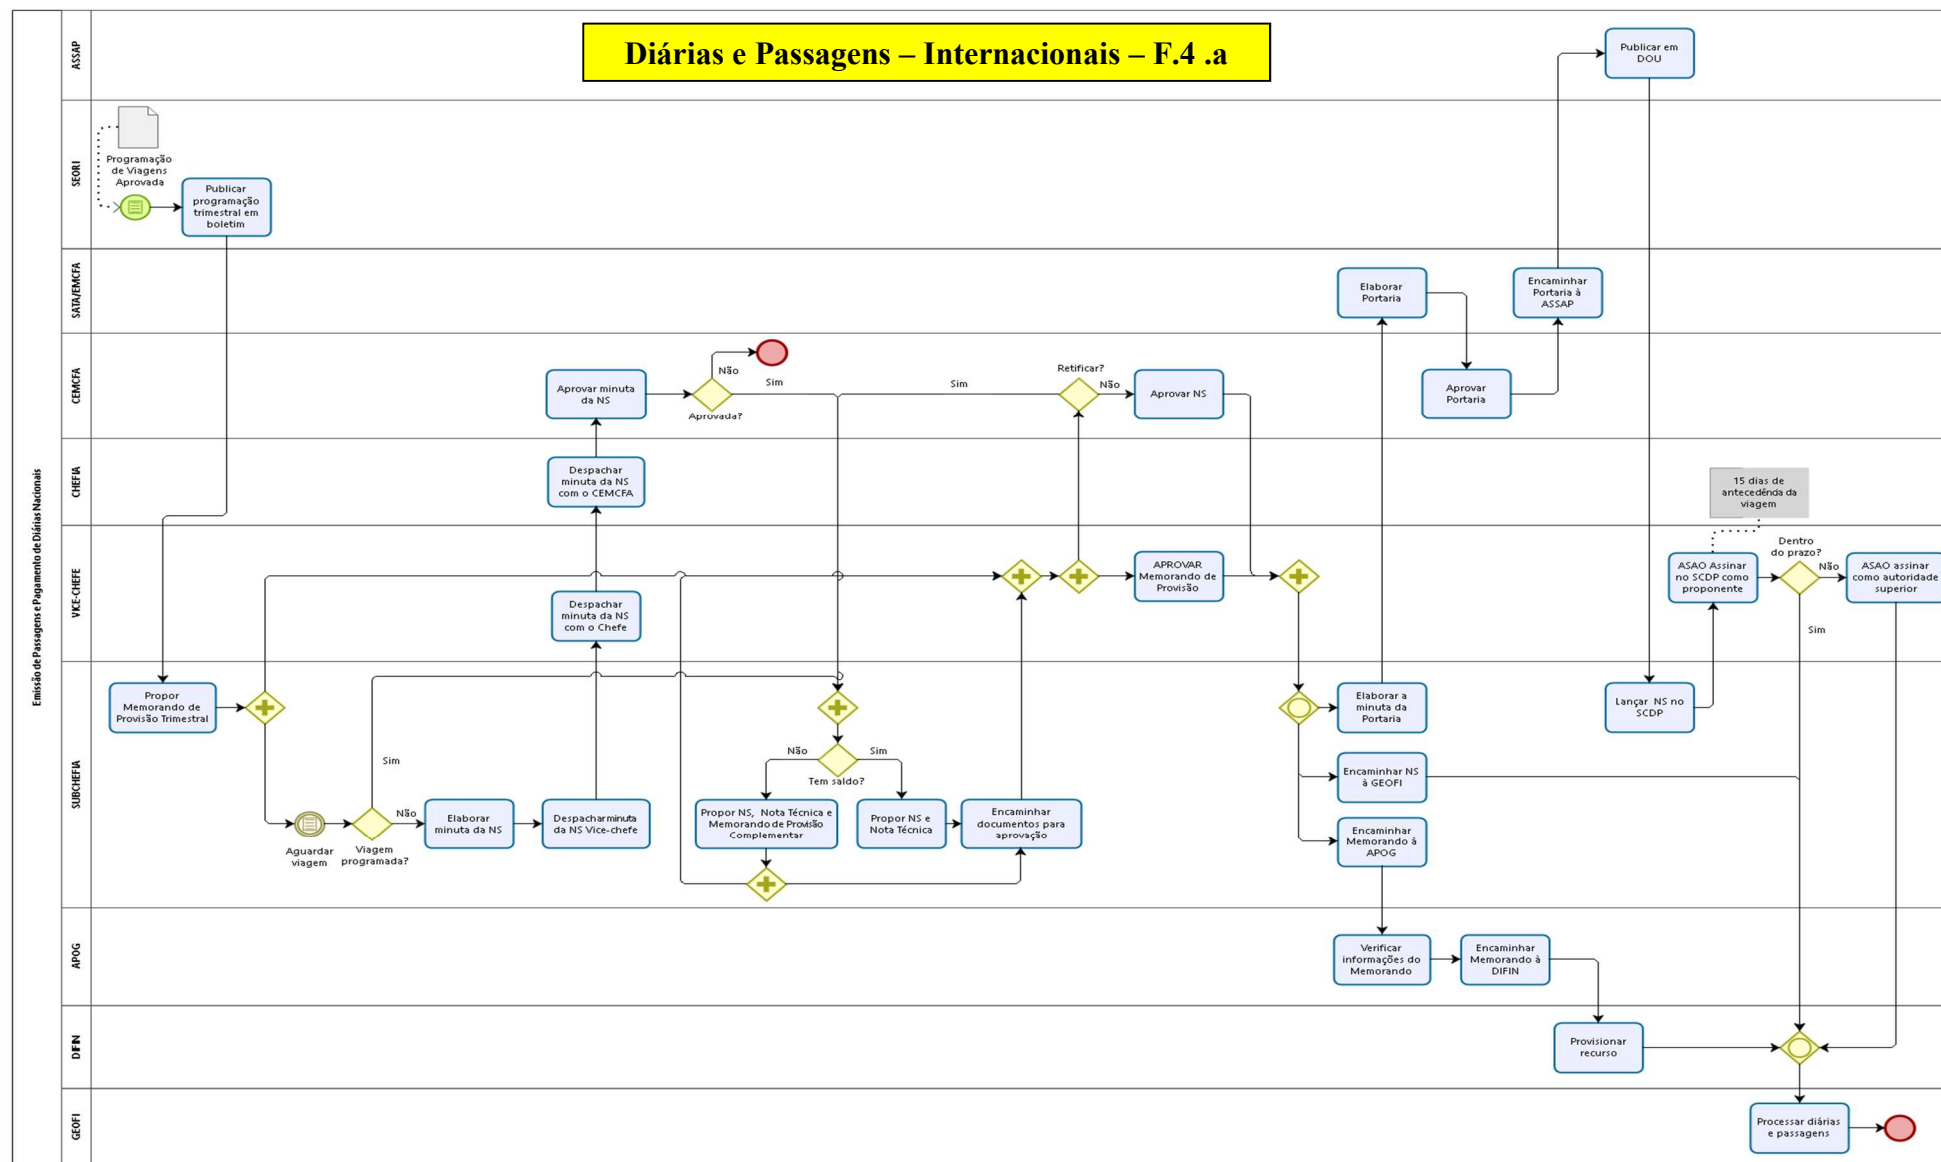 Diárias e Passagens – Internacionais – F.4 .a
Emissão de Passagens e Pagamento de Diárias Nacionais
ASSAP
Publicar em
DOU
SEORI
Programação
de Viagens
Aprovada
Publicar
programação
trimestral em
boletim
SATA/EMCFA
Elaborar
Portaria
Encaminhar
Portaria à
ASSAP
CEMCFA
Aprovar minuta
da NS
Não
Sim
Aprovada?
Sim
Retificar?
Não
Aprovar NS
Aprovar
Portaria
CHEFIA
Despachar
minuta da NS
com o CEMCFA
15 dias de
antecedência da
viagem
VICE-CHEFE
Despachar
minuta da NS
com o Chefe
APROVAR
Memorando de
Provisão
ASAO Assinar
no SCDP como
proponente
Dentro
do prazo?
Não
Sim
ASAO assinar
como autoridade
superior
SUBCHEFIA
Propor
Memorando de
Provisão Trimestral
Aguardar
viagem
Sim
Viagem
programada?
Não
Elaborar
minuta da NS
Despachar minuta
da NS Vice-chefe
Não
Sim
Tem saldo?
Propor NS, Nota Técnica e
Memorando de Provisão
Complementar
Propor NS e
Nota Técnica
Encaminhar
documentos para
aprovação
Elaborar a
minuta da
Portaria
Encaminhar NS
à GEOFI
Encaminhar
Memorando à
APOG
Lançar NS no
SCDP
APOG
Verificar
informações do
Memorando
Encaminhar
Memorando à
DIFIN
DIFIN
Provisionar
recurso
GEOFI
Processar diárias
e passagens